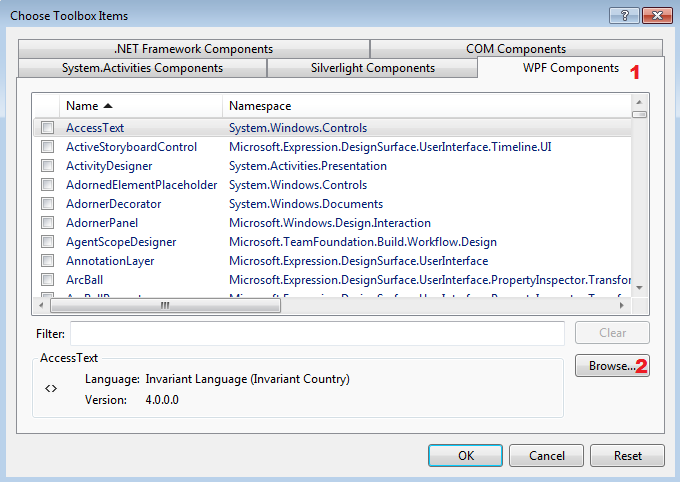 Choose Toolbox Items
.NET Framework Components COM Components
System.Activities Components Silverlight Components WPF Components 1
Name Namespace
AccessText System.Windows.Controls
ActiveStoryboardControl Microsoft.Expression.DesignSurface.UserInterface.Timeline.UI
ActivityDesigner System.Activities.Presentation
AdornedElementPlaceholder System.Windows.Controls
AdornerDecorator System.Windows.Documents
AdornerPanel Microsoft.Windows.Design.Interaction
AgentScopeDesigner Microsoft.TeamFoundation.Build.Workflow.Design
AnnotationLayer Microsoft.Expression.DesignSurface.UserInterface
ArcBall Microsoft.Expression.DesignSurface.UserInterface.PropertyInspector.Transfor
Filter: Clear
AccessText
Browse... 2
<> Language: Invariant Language (Invariant Country)
Version: 4.0.0.0
OK Cancel Reset